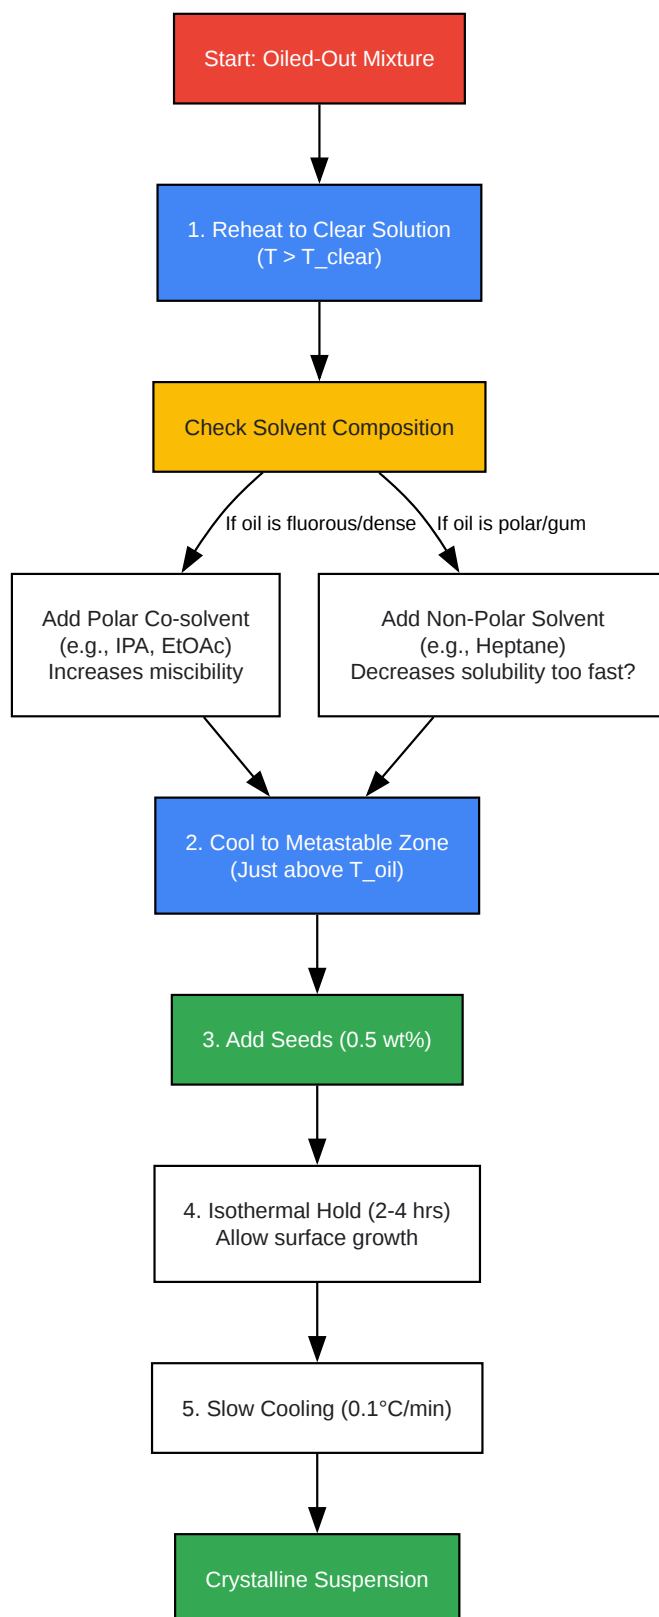 Start: Oiled-Out Mixture
1. Reheat to Clear Solution
(T > T_clear)
Check Solvent Composition
If oil is fluorous/dense
If oil is polar/gum
Add Polar Co-solvent
(e.g., IPA, EtOAc)
Increases miscibility
Add Non-Polar Solvent
(e.g., Heptane)
Decreases solubility too fast?
2. Cool to Metastable Zone
(Just above T_oil)
3. Add Seeds (0.5 wt%)
4. Isothermal Hold (2-4 hrs)
Allow surface growth
5. Slow Cooling (0.1°C/min)
Crystalline Suspension